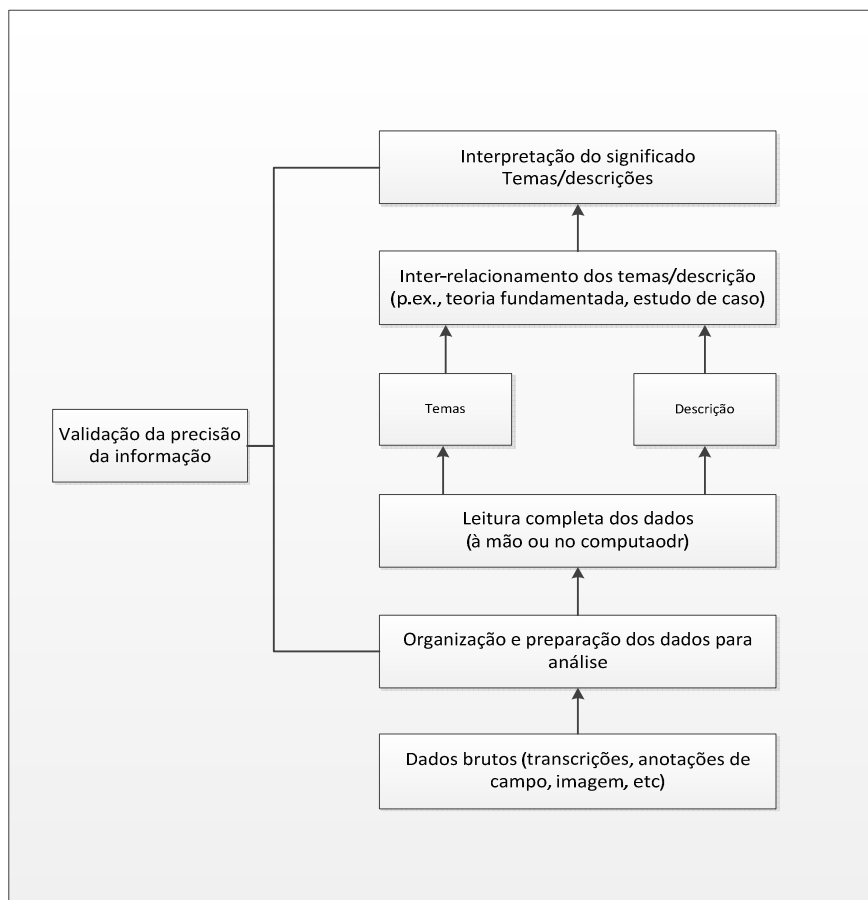 Interpretação do significado
Temas/descrições
Inter-relacionamento dos temas/descrição
(p.ex., teoria fundamentada, estudo de caso)
Temas
Descrição
Validação da precisão
da informação
Leitura completa dos dados
(à mão ou no computaodr)
Organização e preparação dos dados para
análise
Dados brutos (transcrições, anotações de
campo, imagem, etc)